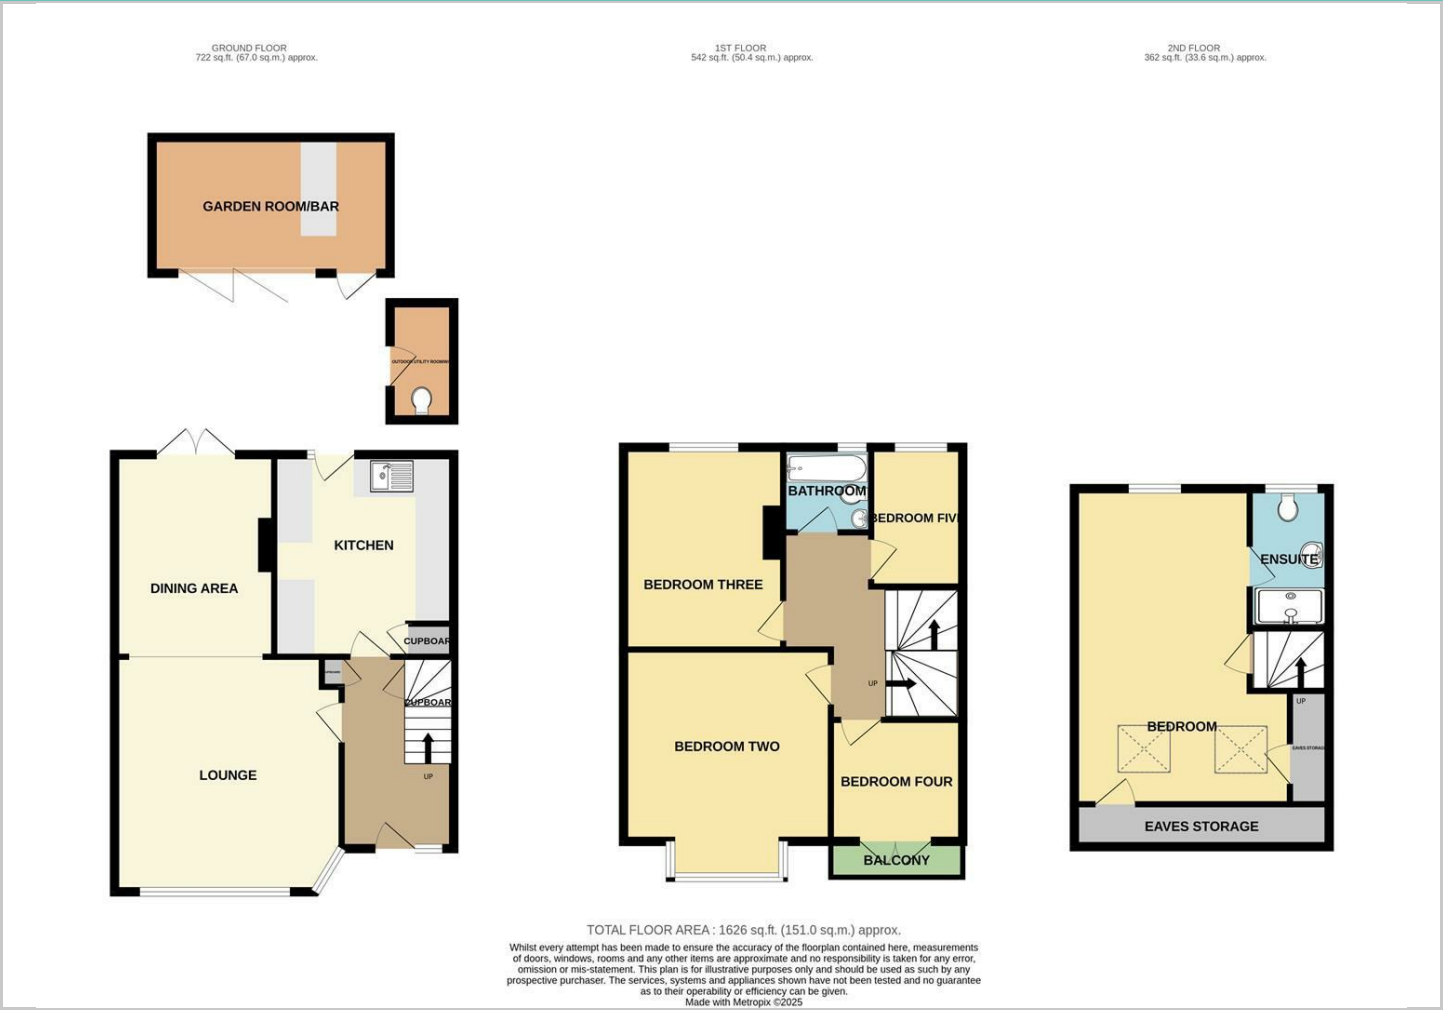 GROUND FLOOR
722 sq.ft. (67.0 sq.m.) approx.
1ST FLOOR
542 sq.ft. (50.4 sq.m.) approx.
2ND FLOOR
362 sq.ft. (33.6 sq.m.) approx.
GARDEN ROOM/BAR
OUTDOOR UTILITY
DINING AREA
KITCHEN
CUPBOAR
CUPBOAR
LOUNGE
UP
BATHROOM
BEDROOM FIV
BEDROOM THREE
UP
BEDROOM TWO
BEDROOM FOUR
BALCONY
ENSUITE
UP
BEDROOM
EAVES STORAGE
EAVES STORAGE
TOTAL FLOOR AREA : 1626 sq.ft. (151.0 sq.m.) approx.
Whilst every attempt has been made to ensure the accuracy of the floorplan contained here, measurements
of doors, windows, rooms and any other items are approximate and no responsibility is taken for any error,
omission or mis-statement. This plan is for illustrative purposes only and should be used as such by any
prospective purchaser. The services, systems and appliances shown have not been tested and no guarantee
as to their operability or efficiency can be given.
Made with Metropix ©2025